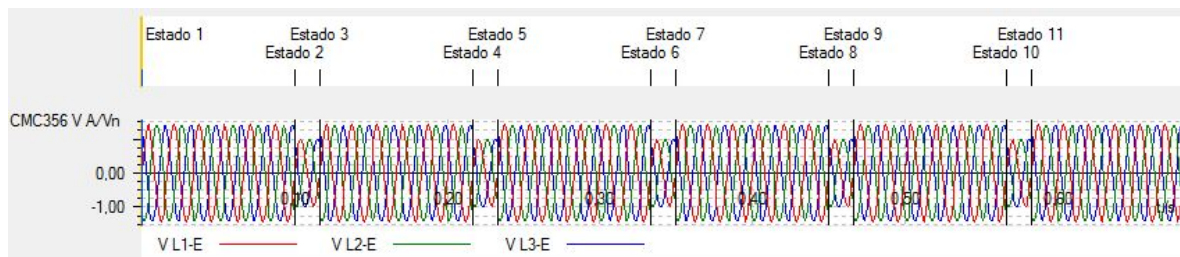 Estado 1 Estado 3 Estado 5 Estado 7 Estado 9 Estado 11
Estado 2 Estado 4 Estado 6 Estado 8 Estado 10
CMC356 V A/Vn
0,00
-1,00
0,10 0,20 0,30 0,40 0,50 0,60
t/s
V L1-E V L2-E V L3-E